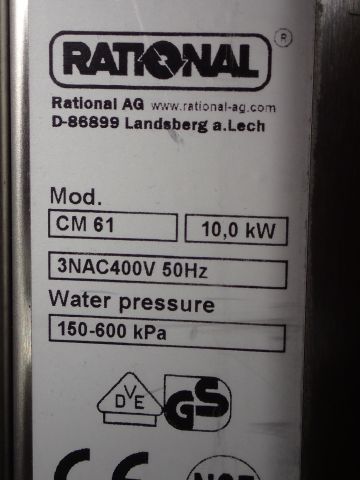 RATIONAL ®
Rational AG www.rational-ag.com
D-86899 Landsberg a.Lech
Mod.
CM 61 10,0 kW
3NAC400V 50Hz
Water pressure
150-600 kPa
DVE GS
CE NSF